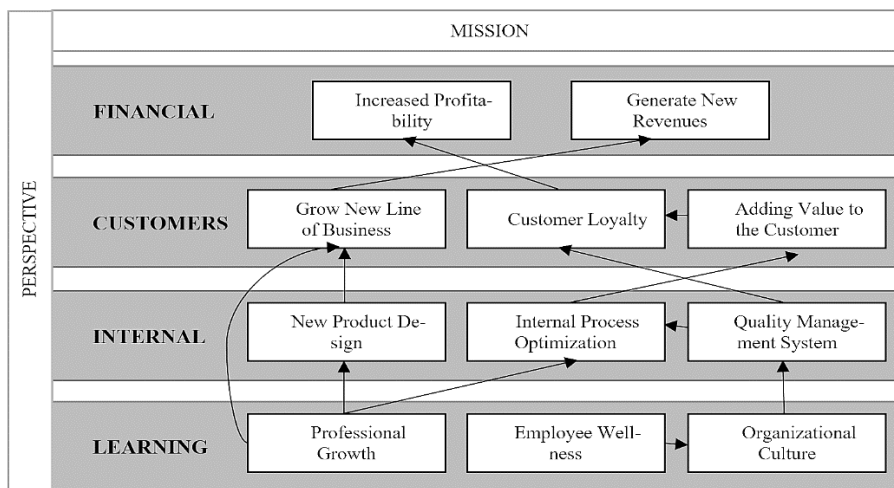 MISSION
PERSPECTIVE
FINANCIAL
Increased Profita-
bility
Generate New
Revenues
CUSTOMERS
Grow New Line
of Business
Customer Loyalty
Adding Value to
the Customer
INTERNAL
New Product De-
sign
Internal Process
Optimization
Quality Manage-
ment System
LEARNING
Professional
Growth
Employee Well-
ness
Organizational
Culture